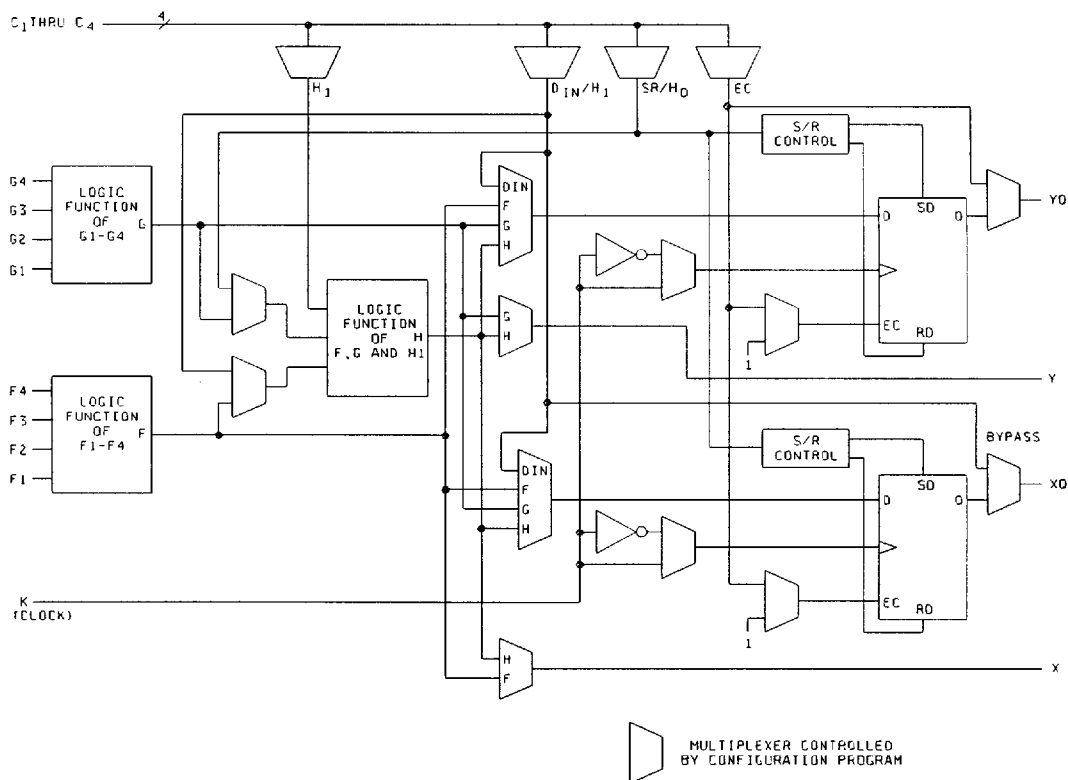 C1 THRU C4
4
H1
DIN/H1
SR/H0
EC
S/R
CONTROL
G4
G3
G2
G1
LOGIC
FUNCTION
OF
G1-G4
G
DIN
F
G
H
D
SD
Q
YQ
EC
RD
1
LOGIC
FUNCTION
OF
F,G AND H1
H
G
H
Y
F4
F3
F2
F1
LOGIC
FUNCTION
OF
F1-F4
F
S/R
CONTROL
BYPASS
DIN
F
G
H
D
SD
Q
XQ
EC
RD
1
K
(CLOCK)
H
F
X
MULTIPLEXER CONTROLLED
BY CONFIGURATION PROGRAM